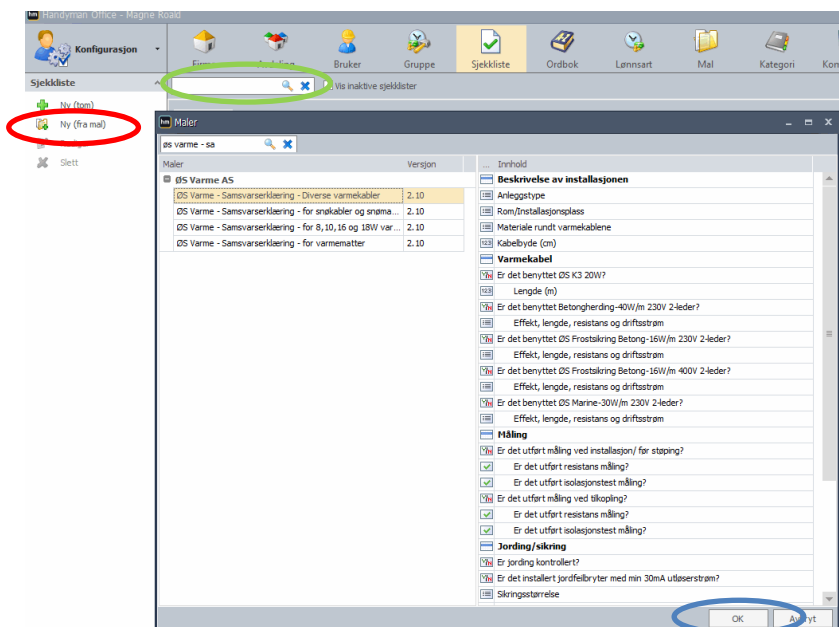 hm Handyman Office - Magne Roald
Konfigurasjon
Bruker
Gruppe
Sjekkliste
Ordbok
Lønnsart
Mal
Kategori
Sjekkliste
Vis inaktive sjekklister
Ny (tom)
Ny (fra mal)
Slett
hm Maler
øs varme - sa
Maler Versjon
... Innhold
ØS Varme AS
ØS Varme - Samsvarserklæring - Diverse varmekabler 2.10
ØS Varme - Samsvarserklæring - for snøkabler og snøma... 2.10
ØS Varme - Samsvarserklæring - for 8,10,16 og 18W var... 2.10
ØS Varme - Samsvarserklæring - for varmematter 2.10
Beskrivelse av installasjonen
Anleggstype
Rom/Installasjonsplass
Materiale rundt varmekablene
123 Kabelbyde (cm)
Varmekabel
Er det benyttet ØS K3 20W?
123 Lengde (m)
Er det benyttet Betongherding-40W/m 230V 2-leder?
Effekt, lengde, resistans og driftsstrøm
Er det benyttet ØS Frostsikring Betong-16W/m 230V 2-leder?
Effekt, lengde, resistans og driftsstrøm
Er det benyttet ØS Frostsikring Betong-16W/m 400V 2-leder?
Effekt, lengde, resistans og driftsstrøm
Er det benyttet ØS Marine-30W/m 230V 2-leder?
Effekt, lengde, resistans og driftsstrøm
Måling
Er det utført måling ved installasjon/ før støping?
Er det utført resistans måling?
Er det utført isolasjonstest måling?
Er det utført måling ved tilkopling?
Er det utført resistans måling?
Er det utført isolasjonstest måling?
Jording/sikring
Er jording kontrollert?
Er det installert jordfeilbryter med min 30mA utløserstrøm?
Sikringsstørrelse
OK